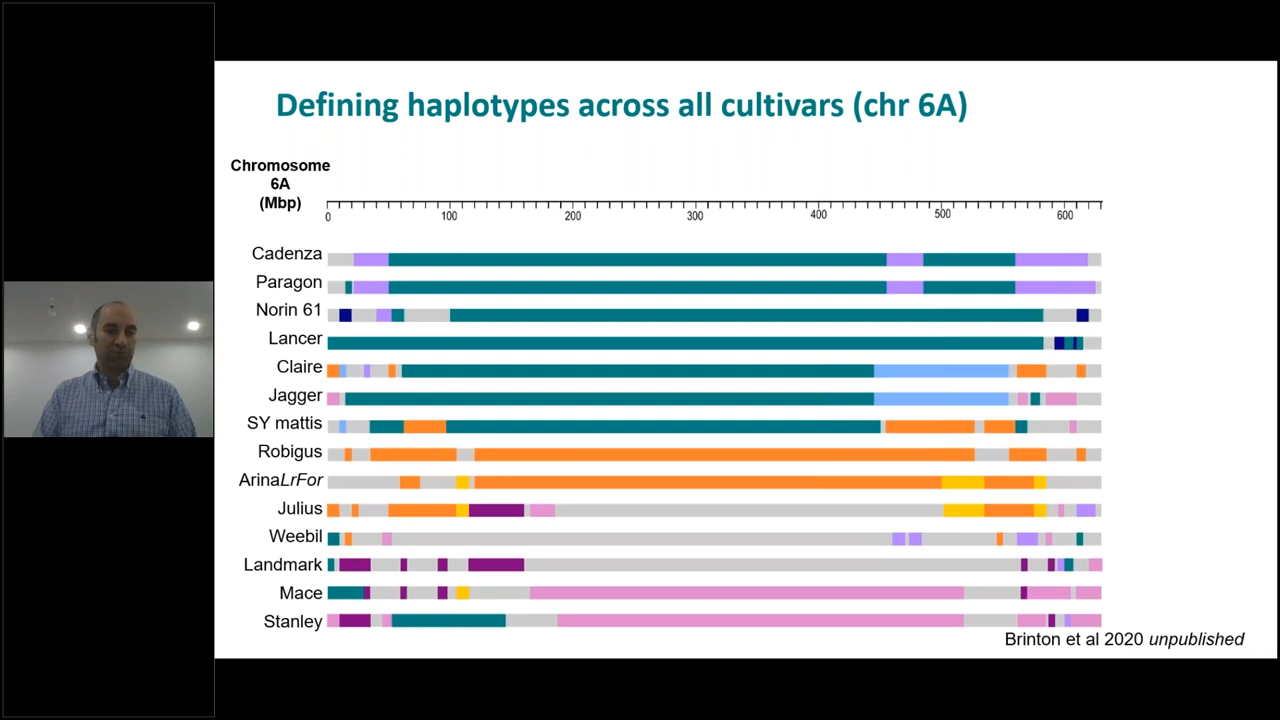 Defining haplotypes across all cultivars (chr 6A)
Chromosome
6A
(Mbp)
0 100 200 300 400 500 600
Cadenza
Paragon
Norin 61
Lancer
Claire
Jagger
SY mattis
Robigus
ArinaLrFor
Julius
Weebil
Landmark
Mace
Stanley
Brinton et al 2020 unpublished